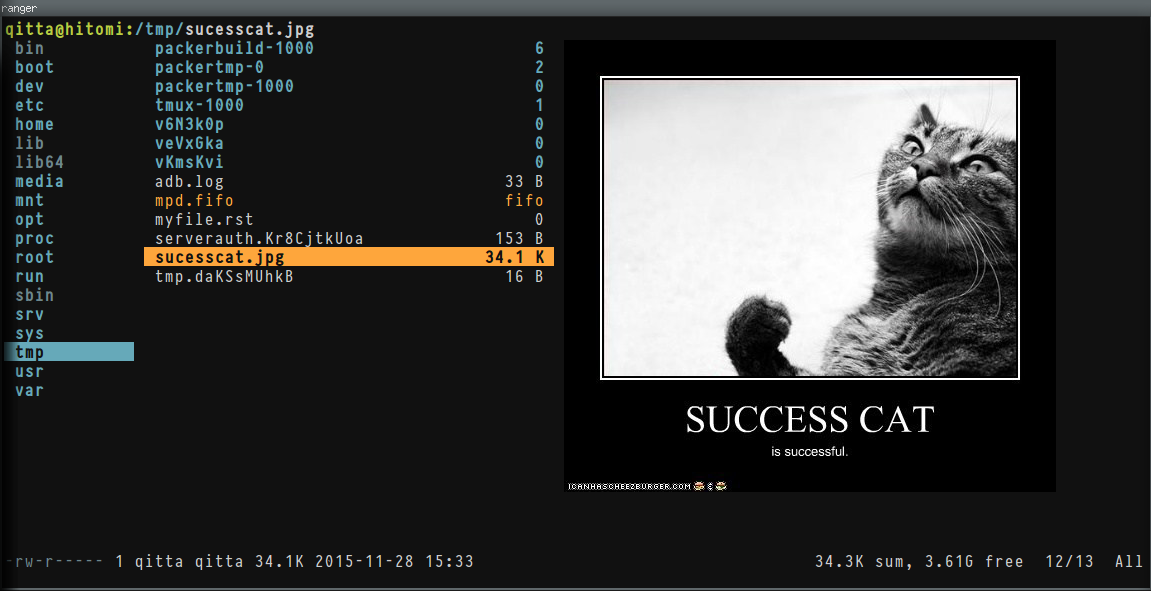 ranger
qitta@hitomi:/tmp/sucesscat.jpg
bin packerbuild-1000 6
boot packertmp-0 2
dev packertmp-1000 0
etc tmux-1000 1
home v6N3k0p 0
lib veVxGka 0
lib64 vKmsKvi 0
media adb.log 33 B
mnt mpd.fifo fifo
opt myfile.rst 0
proc serverauth.Kr8CjtkUoa 153 B
root sucesscat.jpg 34.1 K
run tmp.daKSsMUhkB 16 B
sbin
srv
sys
tmp
usr
var
SUCCESS CAT
is successful.
ICANHASCHEEZBURGER.COM
-rw-r----- 1 qitta qitta 34.1K 2015-11-28 15:33 34.3K sum, 3.61G free 12/13 All